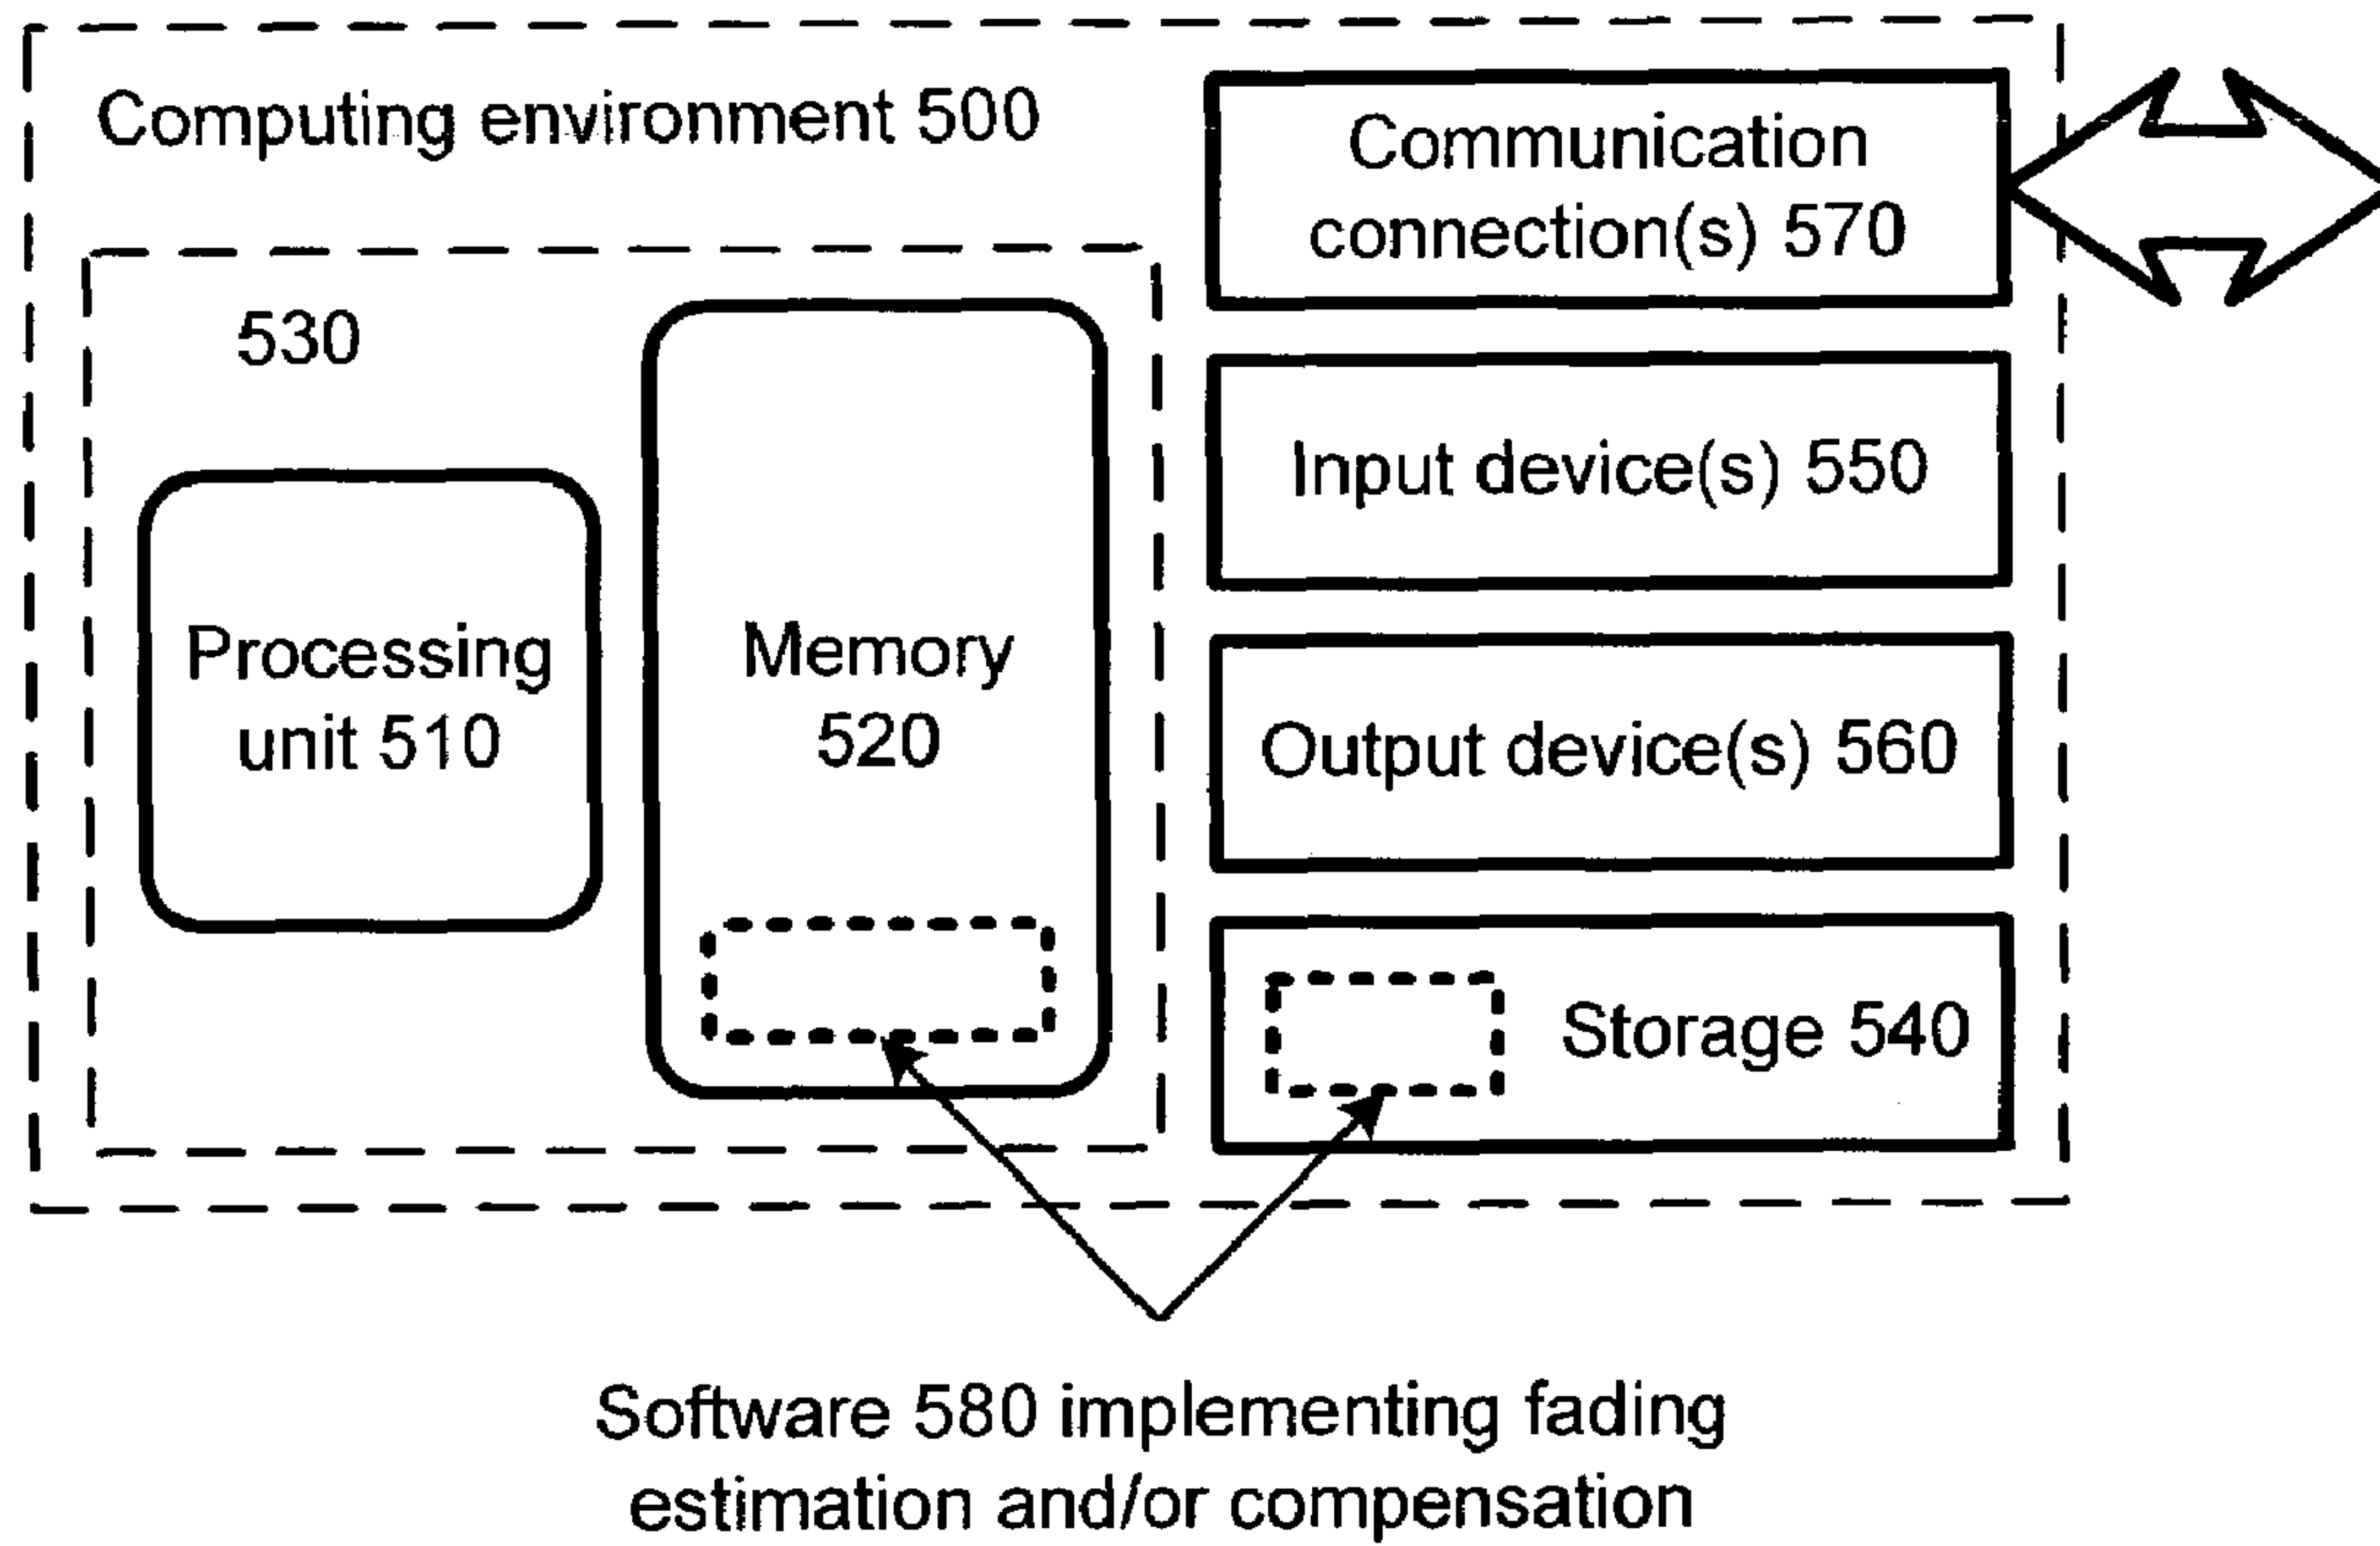 Computing environment 500
Communication
connection(s) 570
530
Input device(s) 550
Processing
unit 510
Memory
520
Output device(s) 560
Storage 540
Software 580 implementing fading
estimation and/or compensation